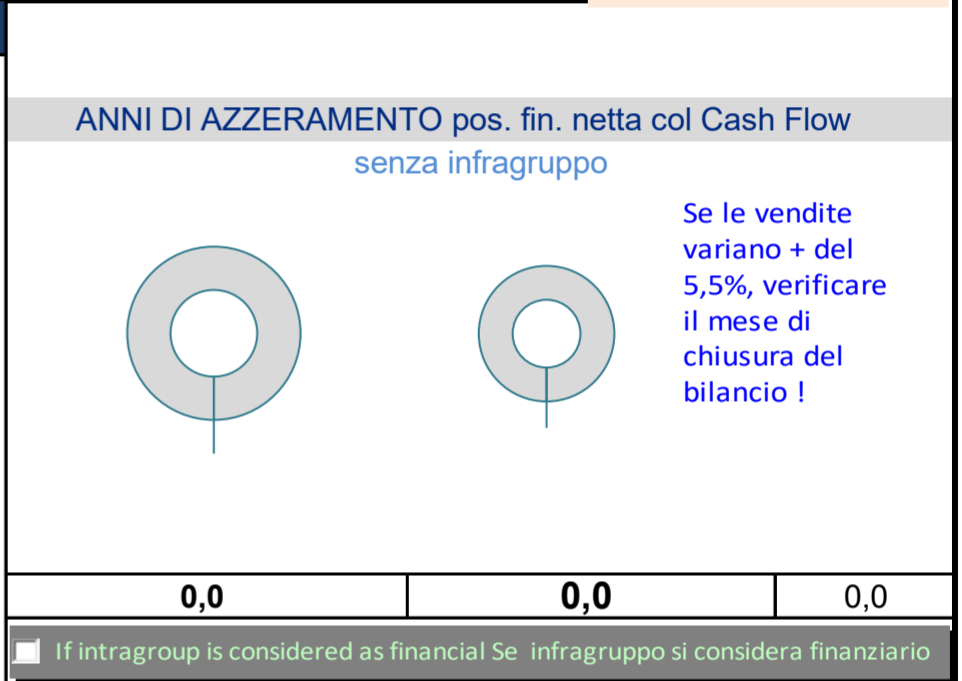 ANNI DI AZZERAMENTO pos. fin. netta col Cash Flow
senza infragruppo
Se le vendite
variano + del
5,5%, verificare
il mese di
chiusura del
bilancio !
0,0 0,0 0,0
If intragroup is considered as financial Se infragruppo si considera finanziario